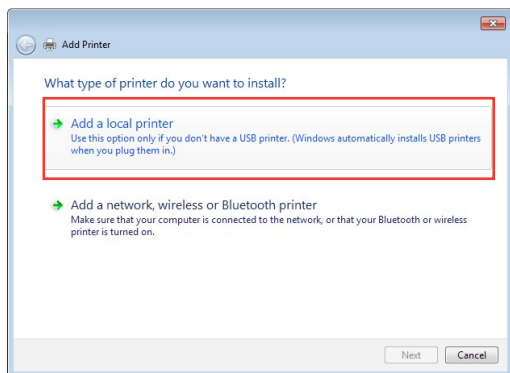 Add Printer
What type of printer do you want to install?
Add a local printer
Use this option only if you don't have a USB printer. (Windows automatically installs USB printers
when you plug them in.)
Add a network, wireless or Bluetooth printer
Make sure that your computer is connected to the network, or that your Bluetooth or wireless
printer is turned on.
Next Cancel